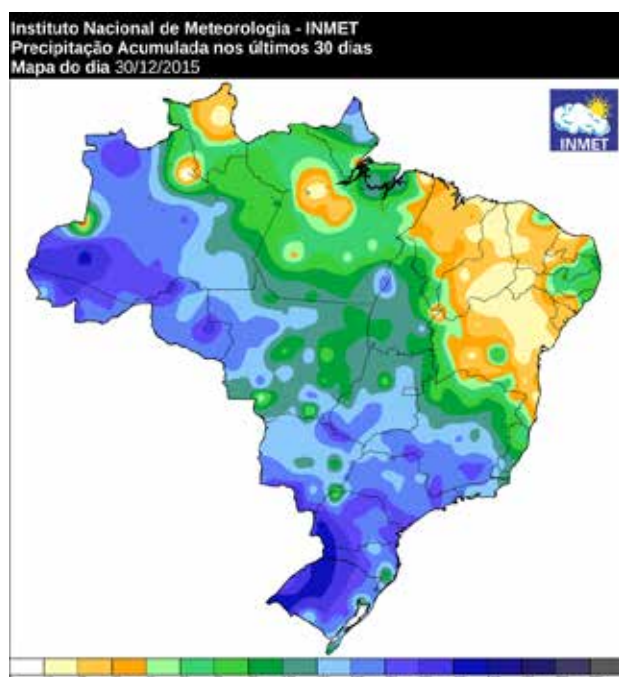 Instituto Nacional de Meteorologia - INMET
Precipitação Acumulada nos últimos 30 dias
Mapa do dia 30/12/2015
INMET